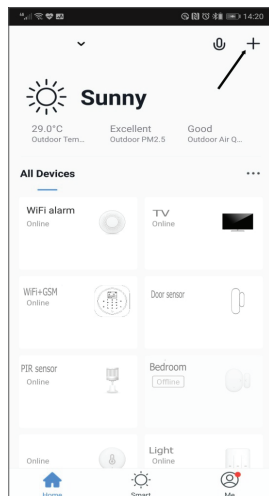 14:20
Sunny
29.0°C Excellent Good
Outdoor Tem... Outdoor PM2.5 Outdoor Air Q...
All Devices
WiFi alarm TV
Online Online
WiFi+GSM Door sensor
Online
PIR sensor Bedroom
Online Offline
Light
Online Online
Home Smart Me